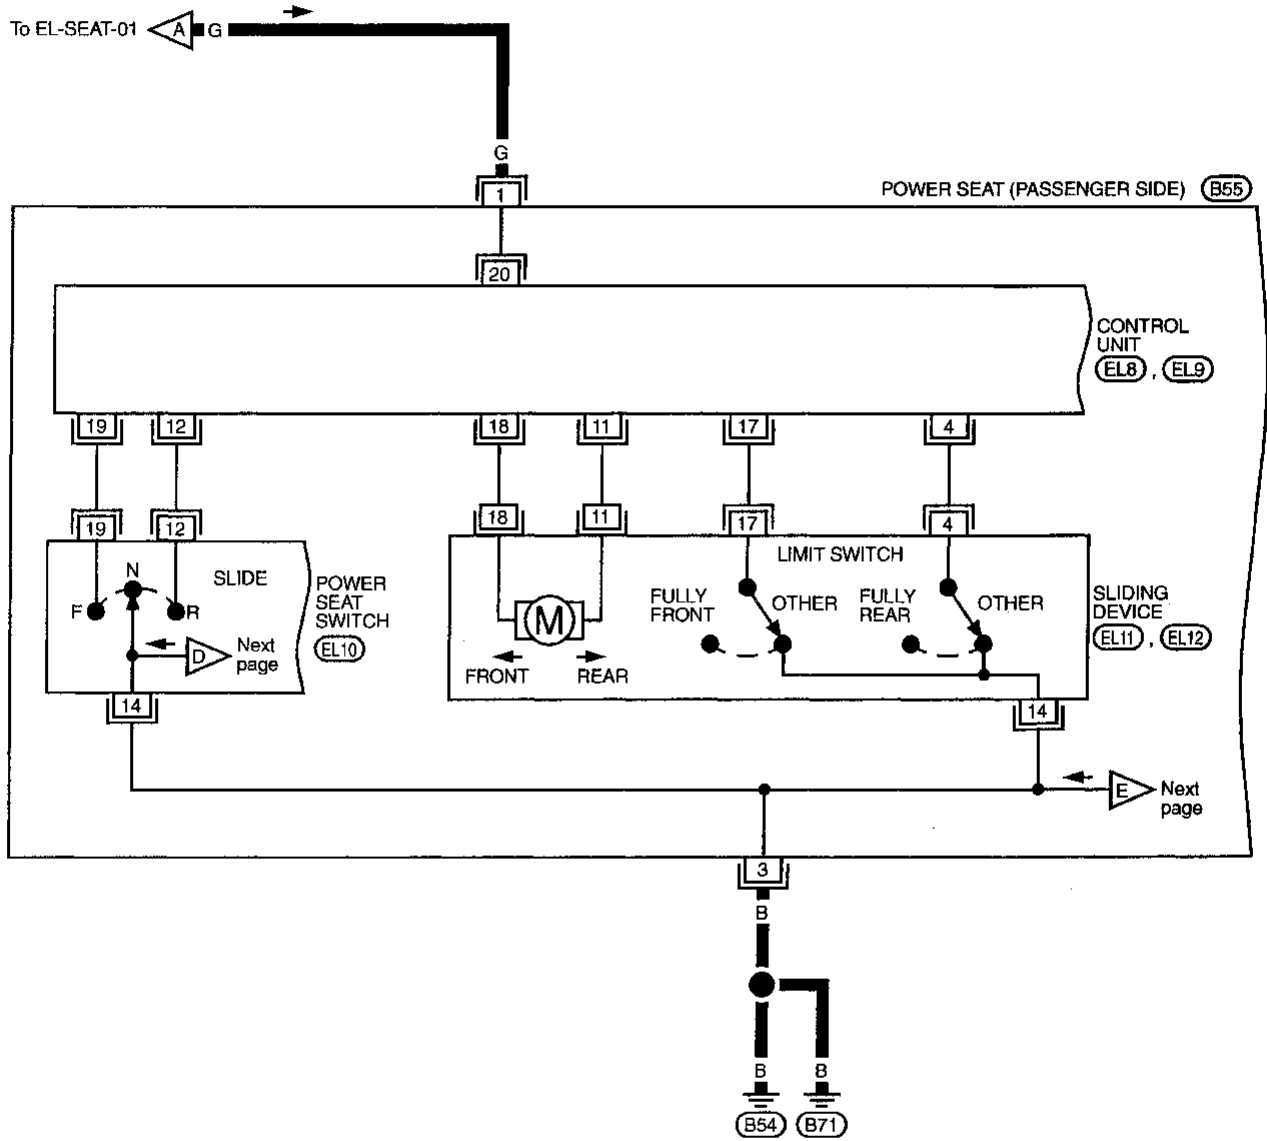 To EL-SEAT-01 A G
G
1
POWER SEAT (PASSENGER SIDE) B55
20
CONTROL
UNIT
EL8 , EL9
19 12 18 11 17 4
19 12 18 11 17 4
N
SLIDE
F R
D Next
page
POWER
SEAT
SWITCH
EL10
LIMIT SWITCH
M
FRONT REAR
FULLY
FRONT
OTHER
FULLY
REAR
OTHER
SLIDING
DEVICE
EL11 , EL12
14 14
E Next
page
3
B
B B
B54 B71